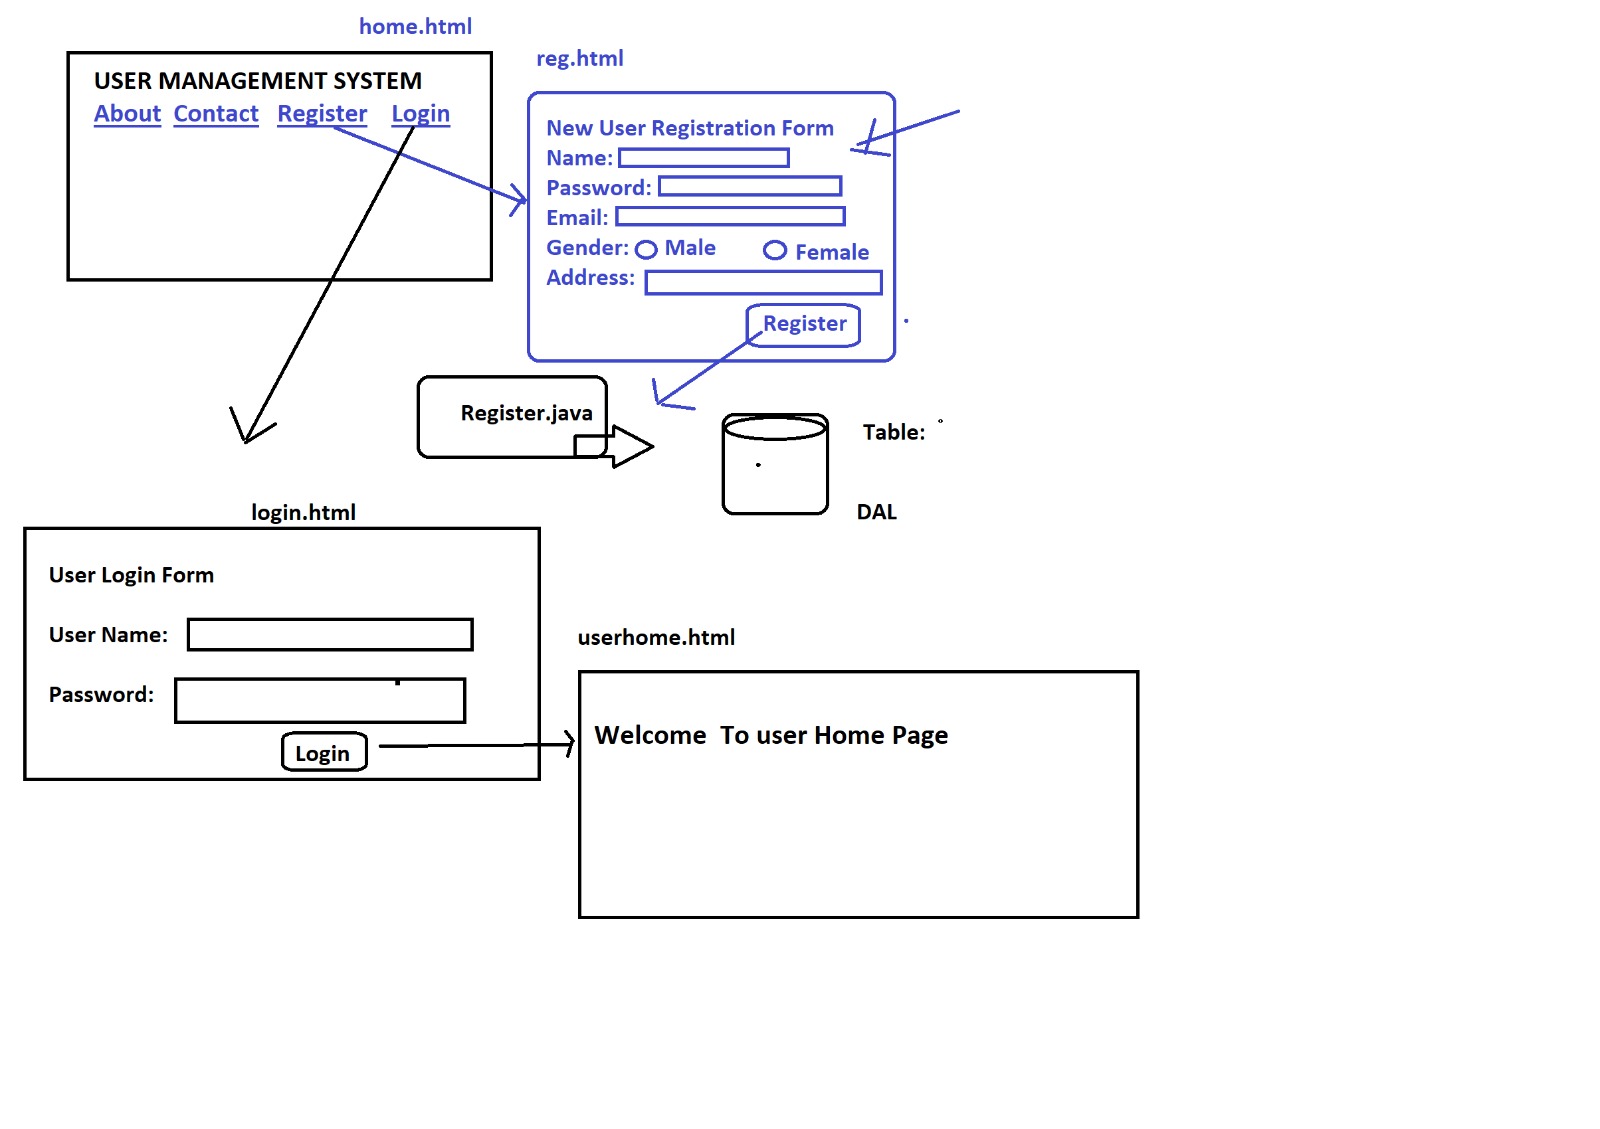 home.html
USER MANAGEMENT SYSTEM
About Contact Register Login
reg.html
New User Registration Form
Name:
Password:
Email:
Gender: Male Female
Address:
Register
Register.java
Table:
DAL
login.html
User Login Form
User Name:
Password:
Login
userhome.html
Welcome To user Home Page